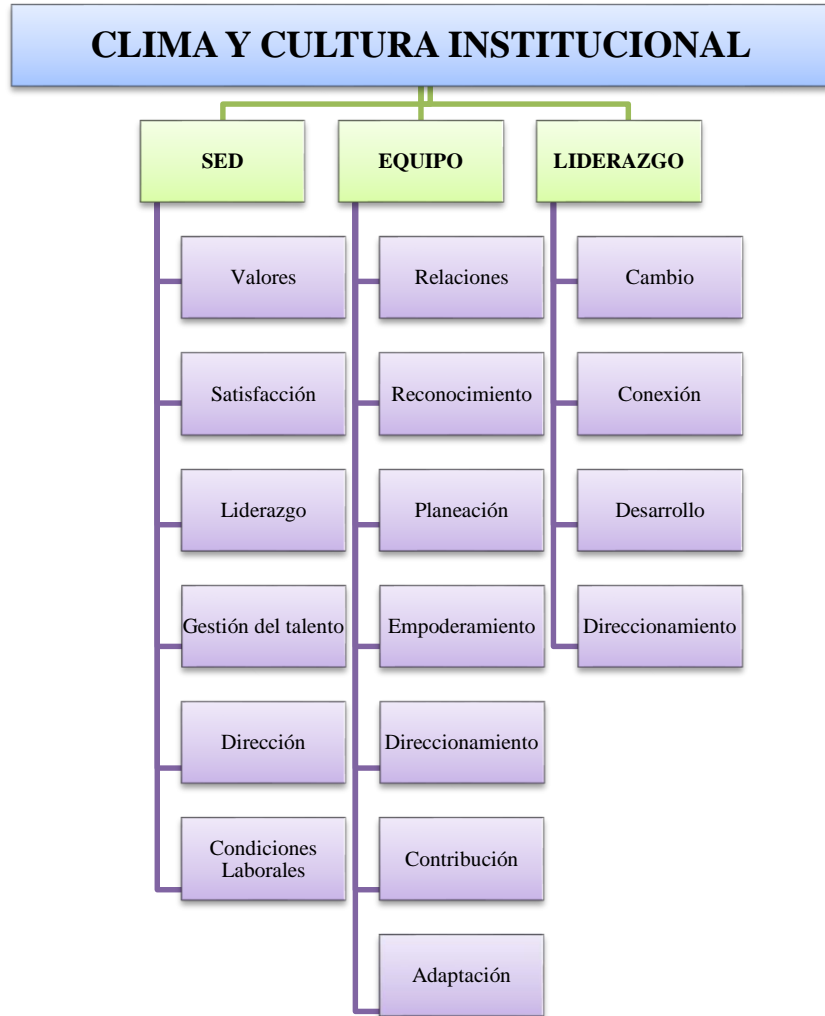 CLIMA Y CULTURA INSTITUCIONAL
SED
EQUIPO
LIDERAZGO
Valores
Satisfacción
Liderazgo
Gestión del talento
Dirección
Condiciones
Laborales
Relaciones
Reconocimiento
Planeación
Empoderamiento
Direccionamiento
Contribución
Adaptación
Cambio
Conexión
Desarrollo
Direccionamiento